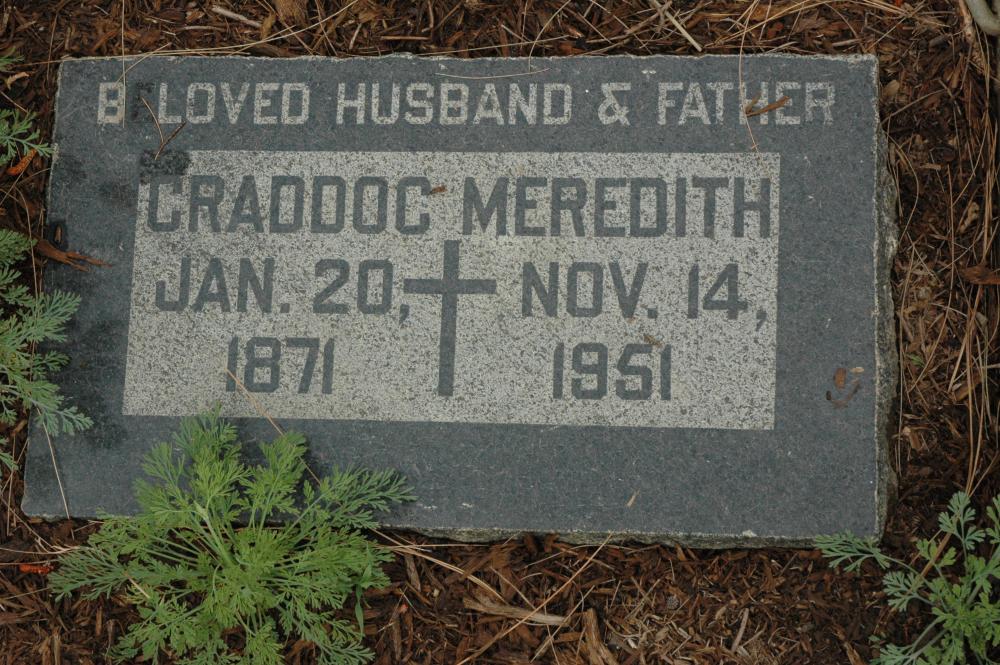 BELOVED HUSBAND & FATHER
CRADDOC MEREDITH
JAN. 20, NOV. 14,
1871 1951